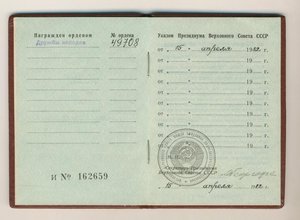 Награжден орденом
№ ордена
Дружбы народов
49708
И № 162659
Указом Президиума Верховного Совета СССР
от „ 15 “ апреля 1982 г.
от „ “ 19 г.
от „ “ 19 г.
от „ “ 19 г.
от „ “ 19 г.
от „ “ 19 г.
от „ “ 19 г.
от „ “ 19 г.
Секретарь Президиума
Верховного Совета СССР
„ 15 “ апреля 1982 г.